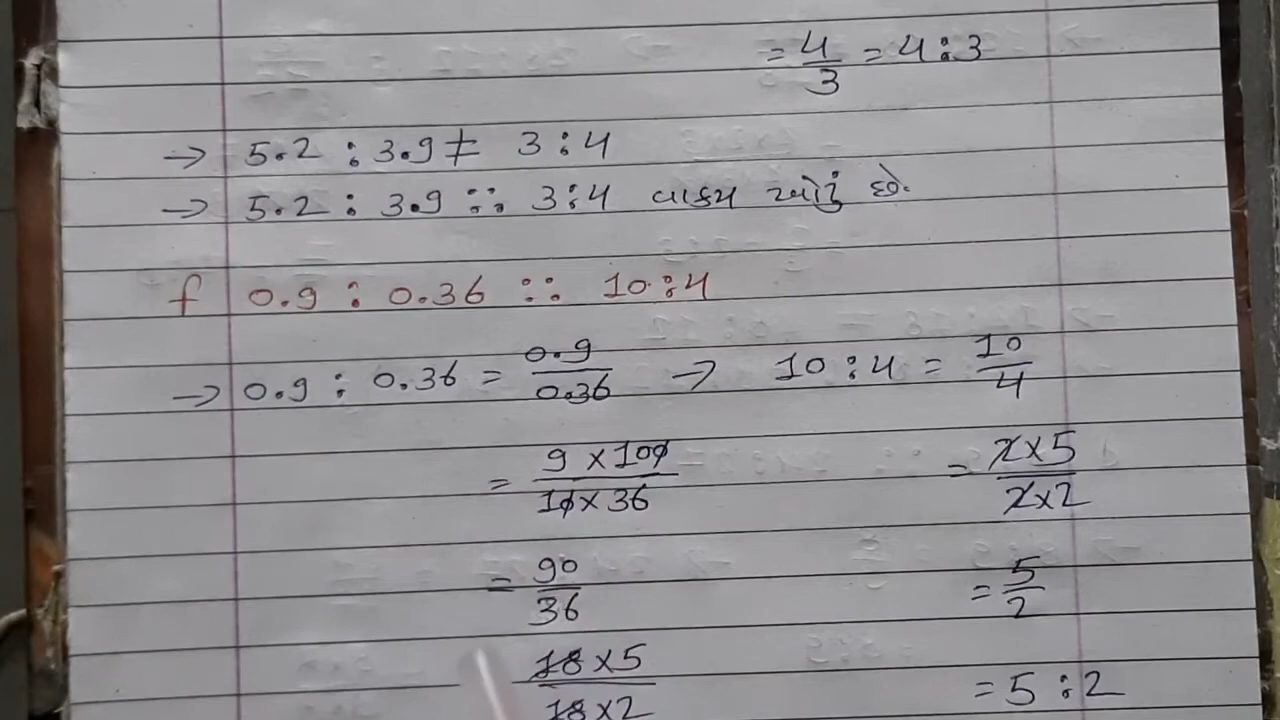 = 4/3 = 4 : 3
→ 5.2 : 3.9 ≠ 3 : 4
→ 5.2 : 3.9 :: 3 : 4 વાક્ય ખોટું છે.
f 0.9 : 0.36 :: 10 : 4
→ 0.9 : 0.36 = 0.9/0.36 → 10 : 4 = 10/4
= 9 × 100/10 × 36 = 2 × 5/2 × 2
= 90/36 = 5/2
18 × 5/18 × 2 = 5 : 2